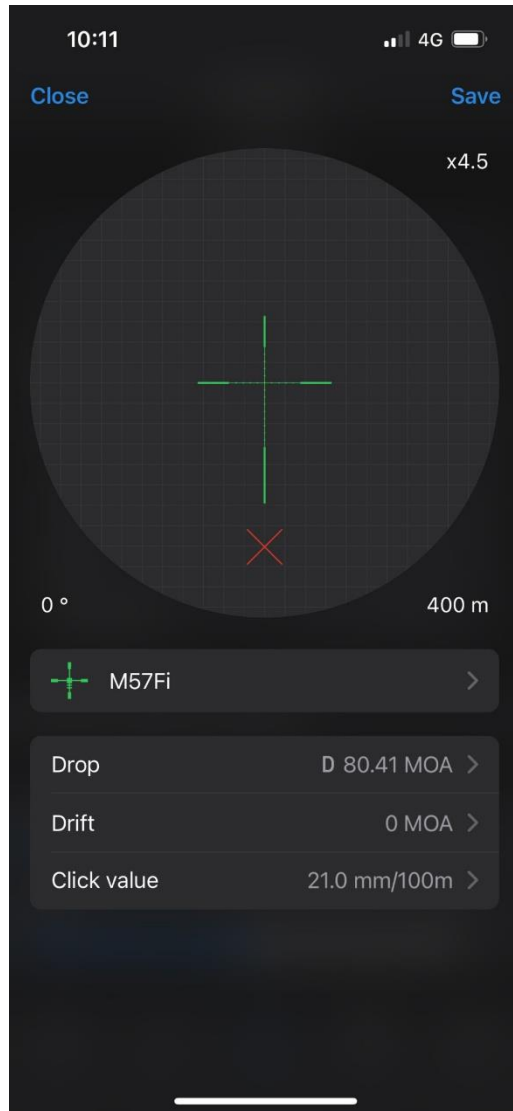 10:11 4G
Close Save
x4.5
0 ° 400 m
M57Fi
Drop D 80.41 MOA
Drift 0 MOA
Click value 21.0 mm/100m